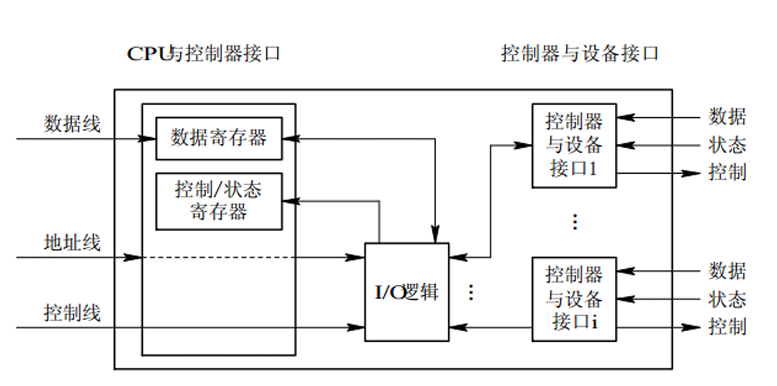 CPU与控制器接口
控制器与设备接口
数据线
数据寄存器
控制/状态
寄存器
地址线
控制线
I/O逻辑
控制器
与设备
接口1
数据
状态
控制
⋮
⋮
控制器
与设备
接口i
数据
状态
控制